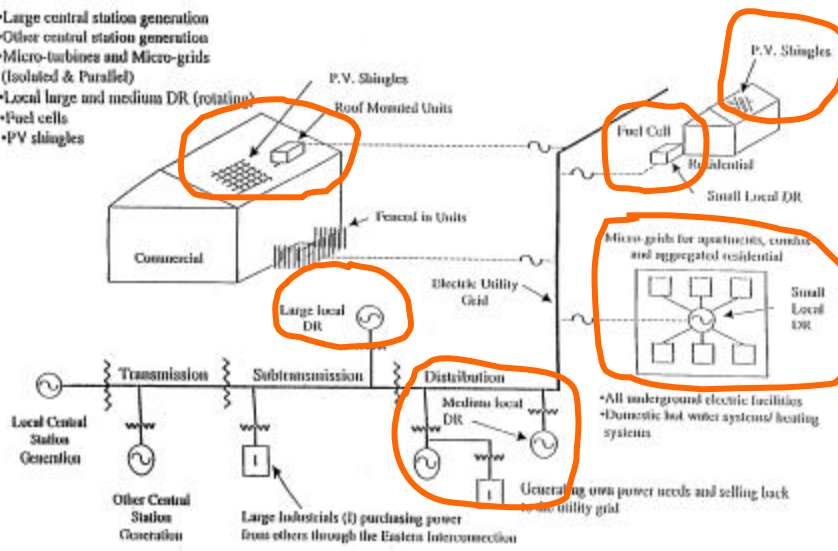 •Large central station generation
•Other central station generation
•Micro-turbines and Micro-grids
(Isolated & Parallel)
•Local large and medium DR (rotating)
•Fuel cells
•PV shingles
P.V. Shingles
Roof Mounted Units
Fenced in Units
Commercial
P.V. Shingles
Fuel Cell
Residential
Small Local DR
Micro-grids for apartments, condos
and aggregated residential
Small
Local
DR
Electric Utility
Grid
Large local
DR
Transmission
Subtransmission
Distribution
Medium local
DR
•All underground electric facilities
•Domestic hot water systems/ heating
systems
Local Central
Station
Generation
Other Central
Station
Generation
I
Large Industrials (I) purchasing power
from others through the Eastern Interconnection
I
Generating own power needs and selling back
to the utility grid